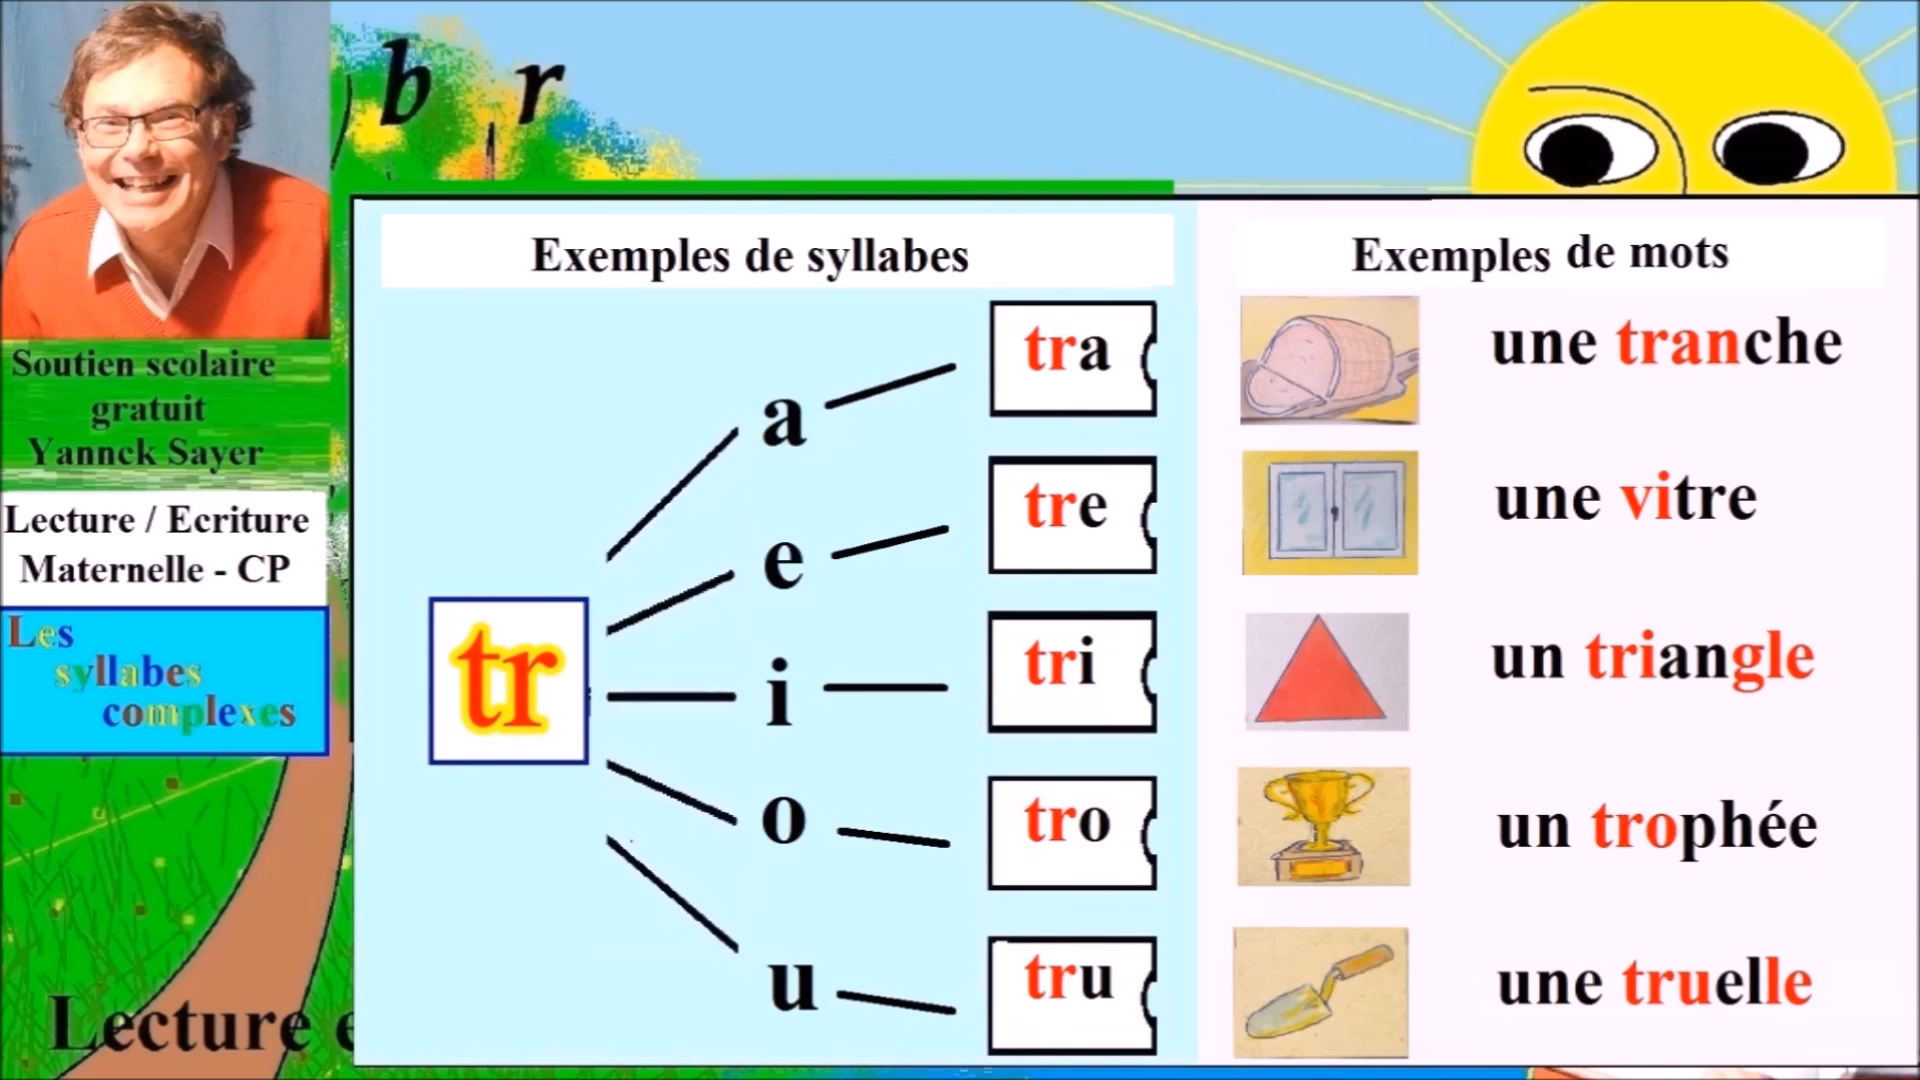 b r
Soutien scolaire
gratuit
Yannck Sayer
Lecture / Ecriture
Maternelle - CP
Les
syllabes
complexes
Lecture e
Exemples de syllabes
tr
a
e
i
o
u
tra
tre
tri
tro
tru
Exemples de mots
une tranche
une vitre
un triangle
un trophée
une truelle